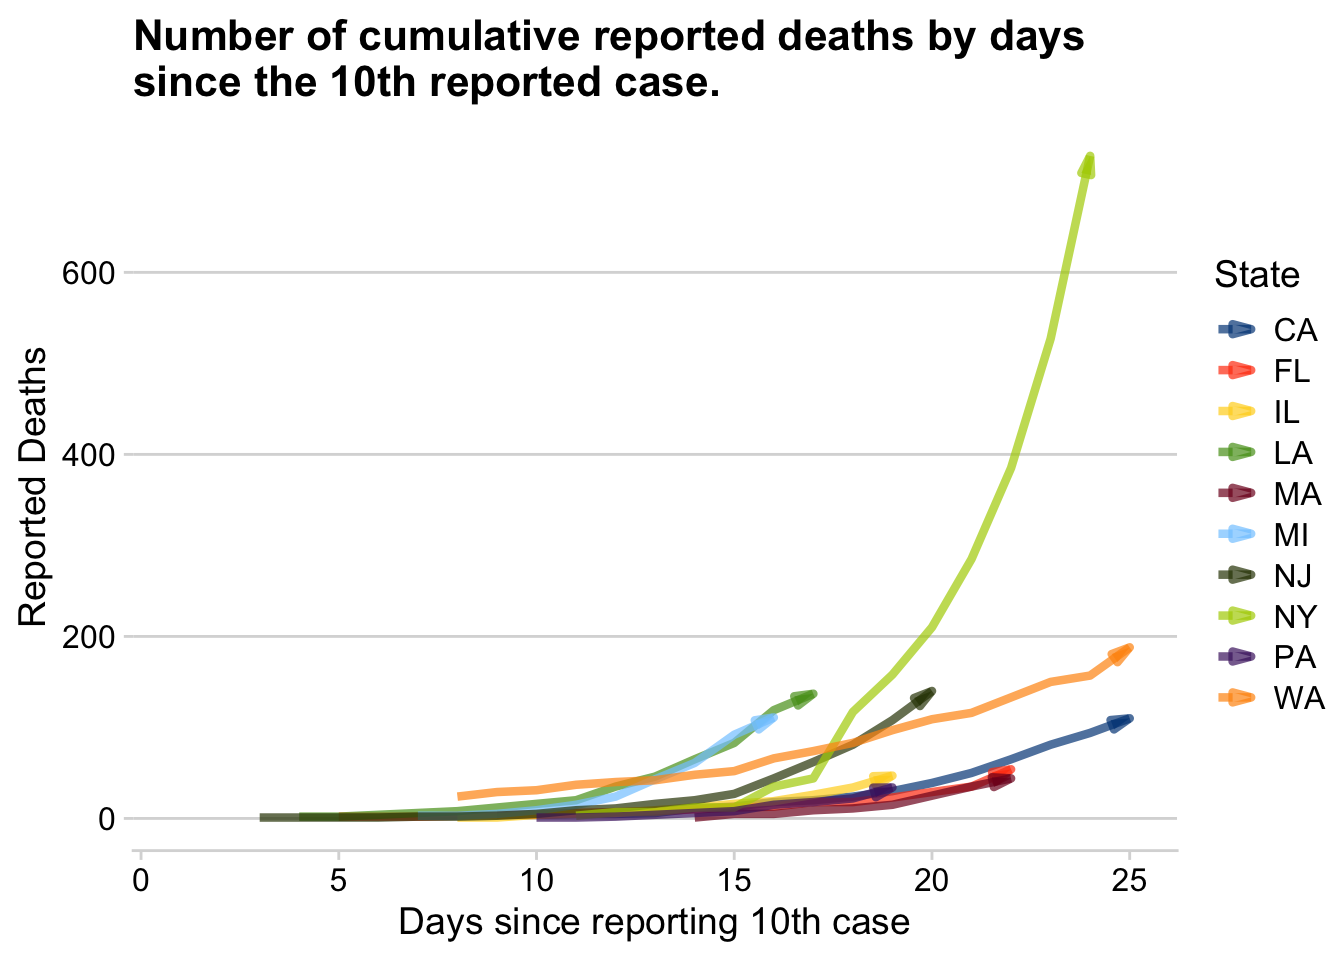 Number of cumulative reported deaths by days
since the 10th reported case.
Reported Deaths
600
400
200
0
0 5 10 15 20 25
Days since reporting 10th case
State
CA
FL
IL
LA
MA
MI
NJ
NY
PA
WA